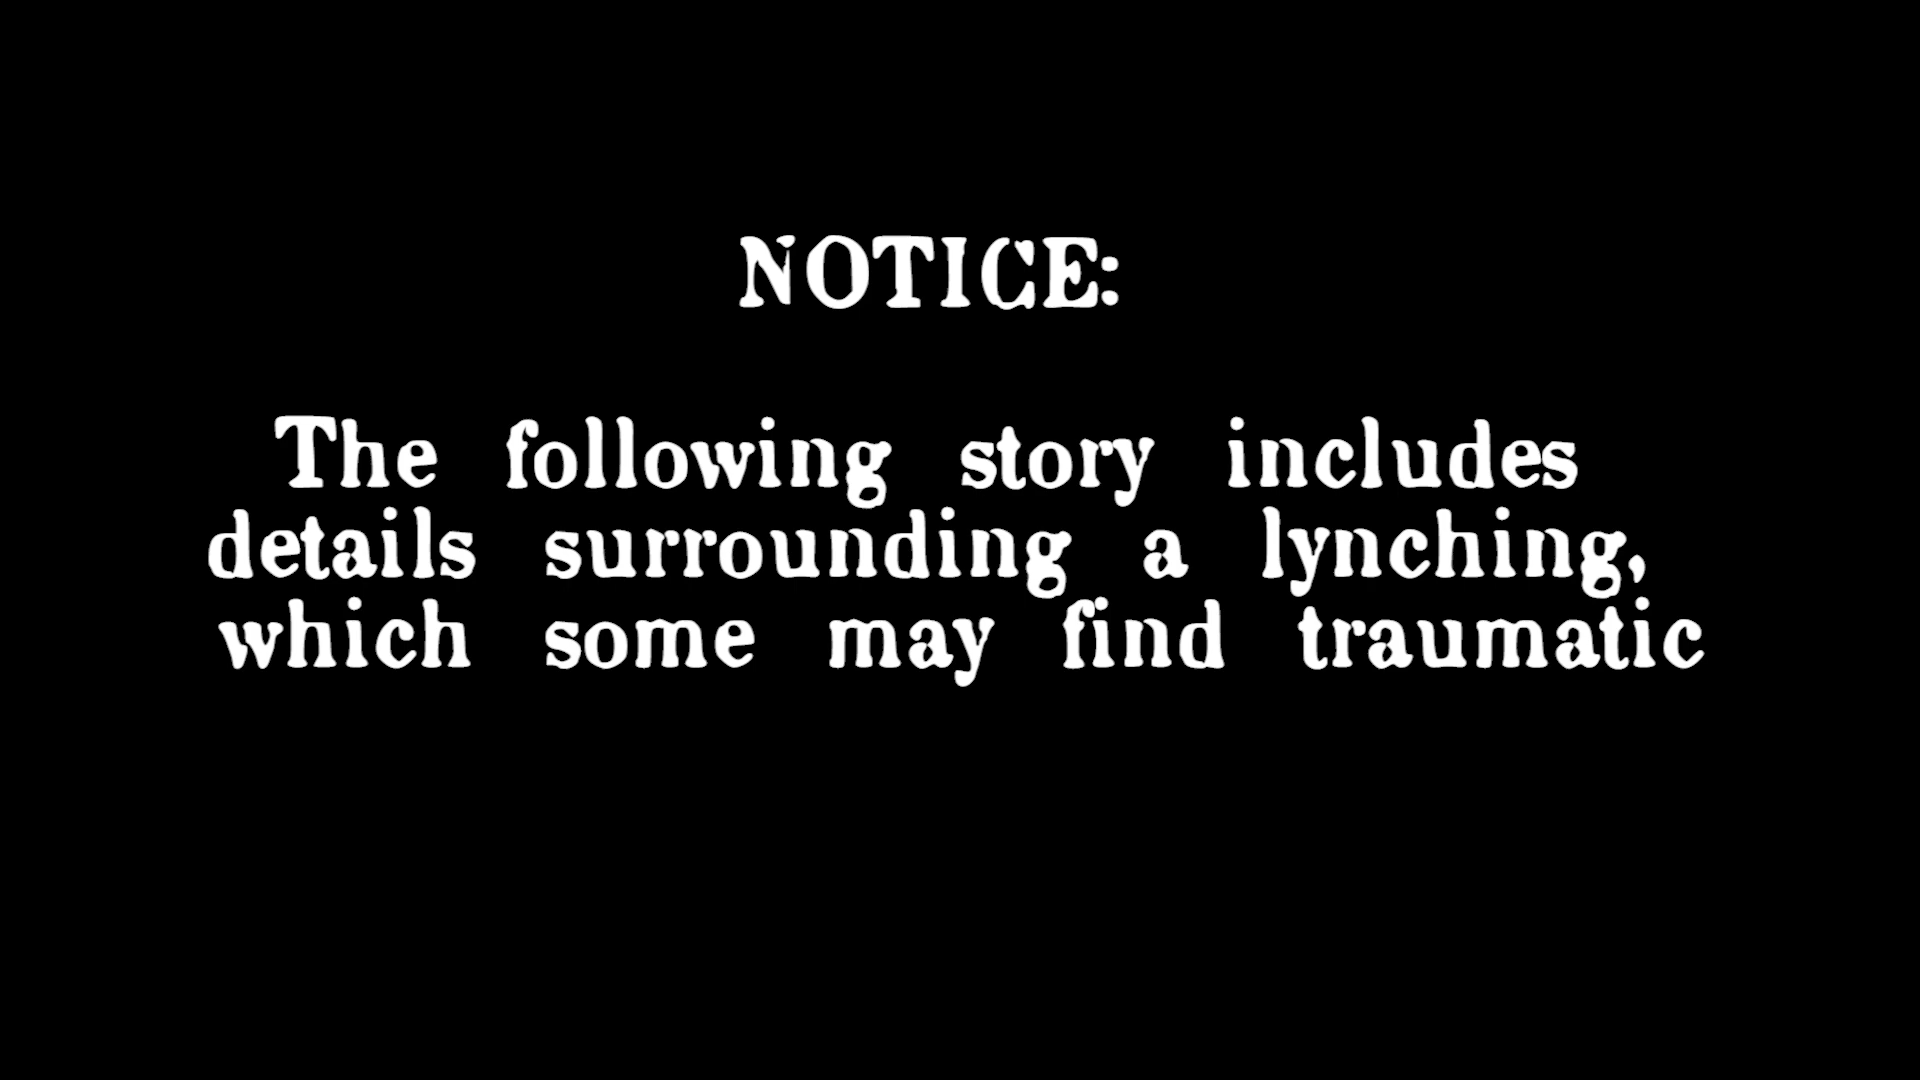 NOTICE:
The following story includes
details surrounding a lynching,
which some may find traumatic